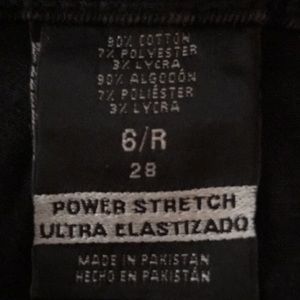 90% COTTON
7% POLYESTER
3% LYCRA
90% ALGODÓN
7% POLIÉSTER
3% LYCRA
6/R
28
POWER STRETCH
ULTRA ELASTIZADO
MADE IN PAKISTAN
HECHO EN PAKISTÁN